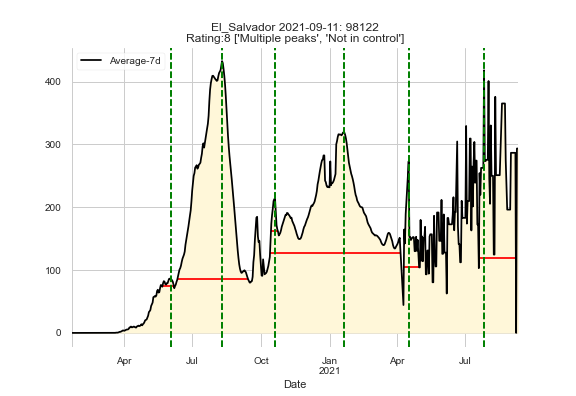 El_Salvador 2021-09-11: 98122
Rating:8 ['Multiple peaks', 'Not in control']
Average-7d
400
300
200
100
0
Apr Jul Oct Jan Apr Jul
2021
Date